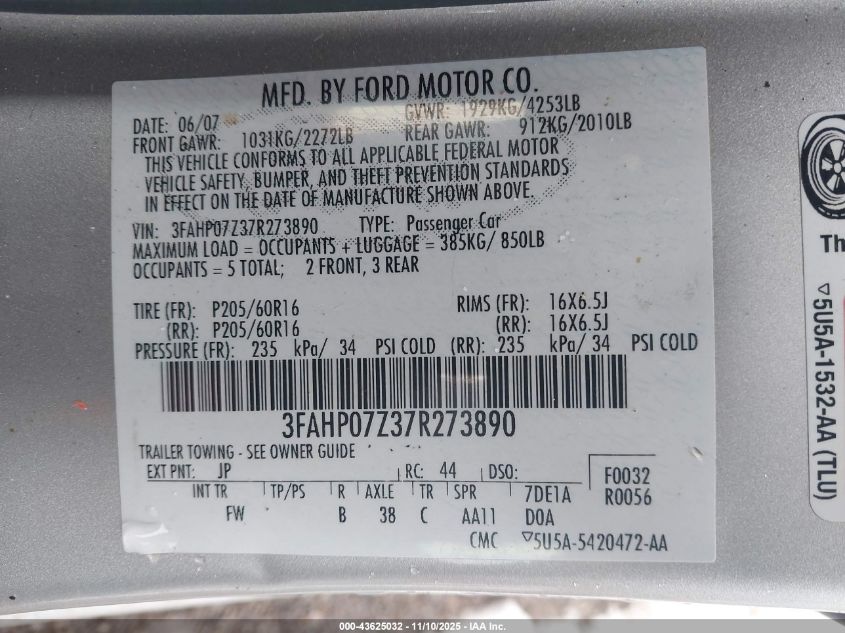 MFD. BY FORD MOTOR CO.
DATE: 06/07 GVWR: 1929KG/4253LB
FRONT GAWR: 1031KG/2272LB REAR GAWR: 912KG/2010LB
THIS VEHICLE CONFORMS TO ALL APPLICABLE FEDERAL MOTOR
VEHICLE SAFETY, BUMPER, AND THEFT PREVENTION STANDARDS
IN EFFECT ON THE DATE OF MANUFACTURE SHOWN ABOVE.
VIN: 3FAHP07Z37R273890 TYPE: Passenger Car
MAXIMUM LOAD = OCCUPANTS + LUGGAGE = 385KG/ 850LB
OCCUPANTS = 5 TOTAL; 2 FRONT, 3 REAR
TIRE (FR): P205/60R16 RIMS (FR): 16X6.5J
(RR): P205/60R16 (RR): 16X6.5J
PRESSURE (FR): 235 kPa/ 34 PSI COLD (RR): 235 kPa/ 34 PSI COLD
3FAHP07Z37R273890
TRAILER TOWING - SEE OWNER GUIDE
EXT PNT: JP RC: 44 DSO: F0032
INT TR TP/PS R AXLE TR SPR 7DE1A R0056
FW B 38 C AA11 D0A
CMC ▽5U5A-5420472-AA
Th
▽5U5A-1532-AA (TLU)
000-43625032 - 11/10/2025 - IAA Inc.